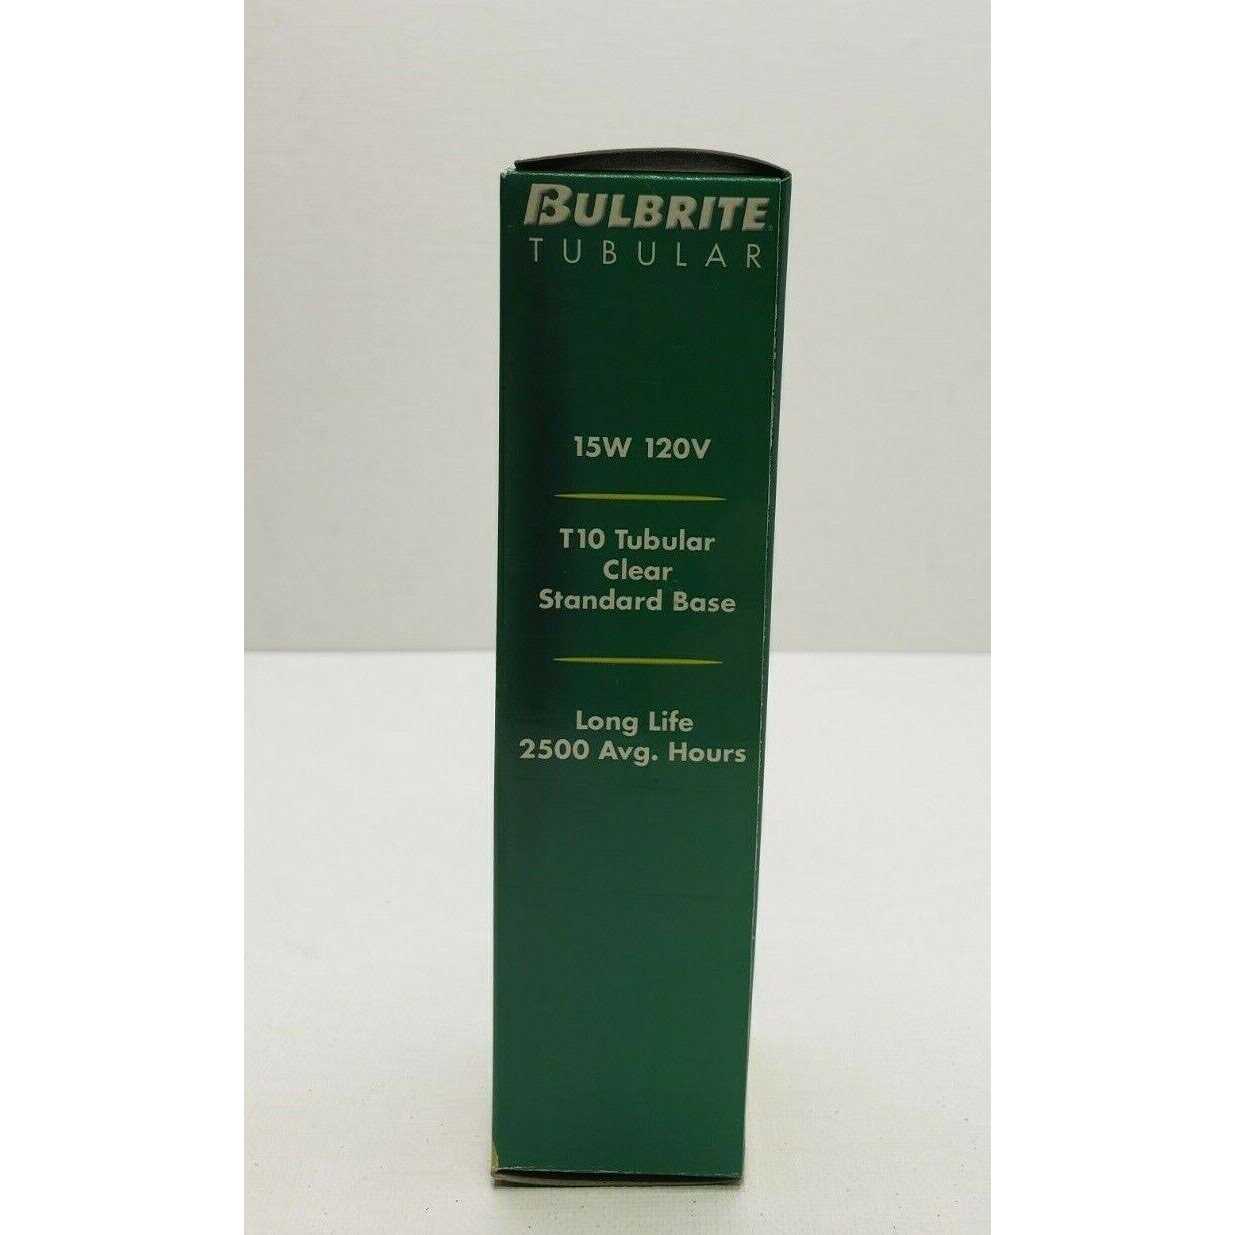 BULBRITE
TUBULAR
15W 120V
T10 Tubular
Clear
Standard Base
Long Life
2500 Avg. Hours